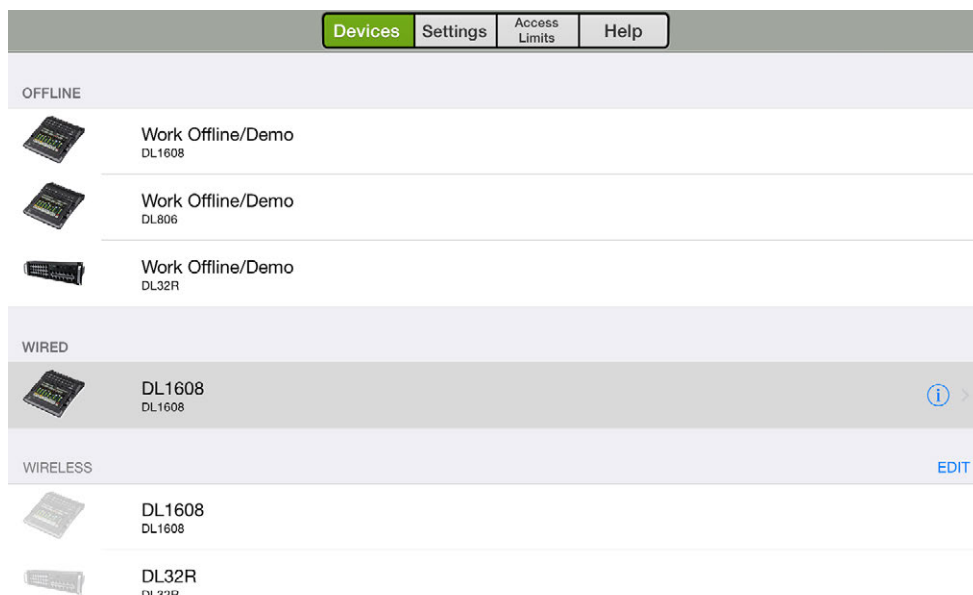 Devices
Settings
Access
Limits
Help
OFFLINE
Work Offline/Demo
DL1608
Work Offline/Demo
DL806
Work Offline/Demo
DL32R
WIRED
DL1608
DL1608
WIRELESS
EDIT
DL1608
DL1608
DL32R
DL32R